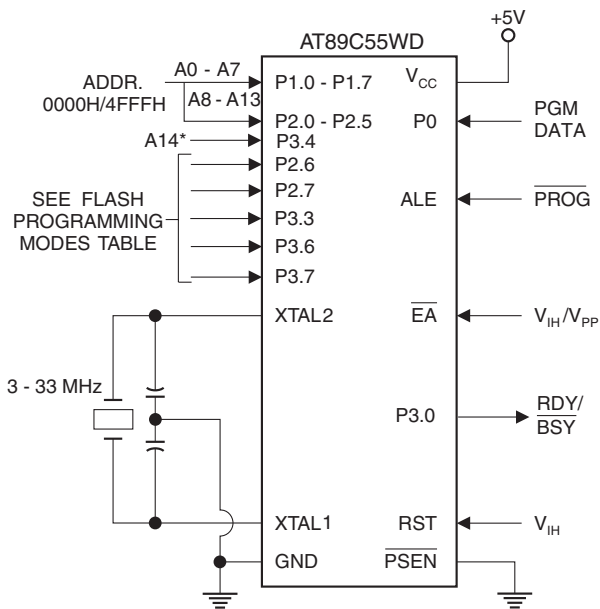 +5V
AT89C55WD
ADDR.
0000H/4FFFH
A0 - A7
A8 - A13
A14*
SEE FLASH
PROGRAMMING
MODES TABLE
3 - 33 MHz
P1.0 - P1.7
P2.0 - P2.5
P3.4
P2.6
P2.7
P3.3
P3.6
P3.7
XTAL2
XTAL1
GND
VCC
P0
ALE
EA
P3.0
RST
PSEN
PGM
DATA
PROG
VIH/VPP
RDY/
BSY
VIH